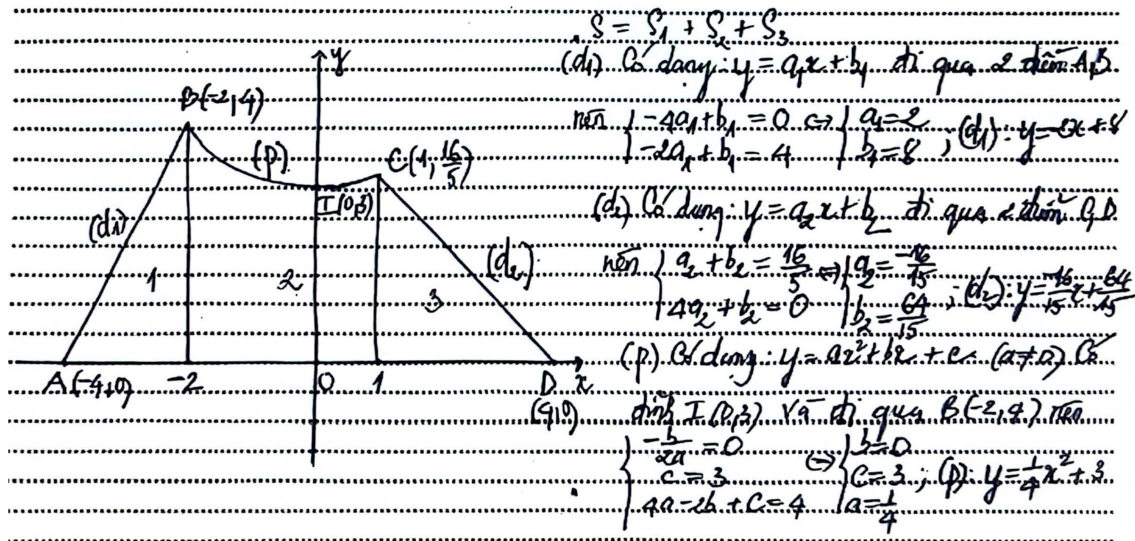 S = S₁ + S₂ + S₃
(d₁) Có dạng: y = a₁x + b₁ đi qua 2 điểm A,B
nên { -4a₁ + b₁ = 0 ⇔ { a₁ = 2
-2a₁ + b₁ = 4 b₁ = 8 ; (d₁): y = 2x + 8
(d₂) Có dạng: y = a₂x + b₂ đi qua 2 điểm C,D
nên { a₂ + b₂ = 16/5 ⇔ { a₂ = -16/15
4a₂ + b₂ = 0 b₂ = 64/15 ; (d₂): y = -16/15x + 64/15
(P) Có dạng: y = ax² + bx + c (a ≠ 0) Có
đỉnh I(0,3) Và đi qua B(-2,4) nên
{ -b/2a = 0 ⇔ { b = 0
c = 3 c = 3 ; (P): y = 1/4x² + 3
4a - 2b + c = 4 a = 1/4
y
B(-2,4)
(P)
C(1, 16/5)
I(0,3)
(d₁)
(d₂)
1 2 3
A(-4,0) -2 0 1 D x
(4,0)